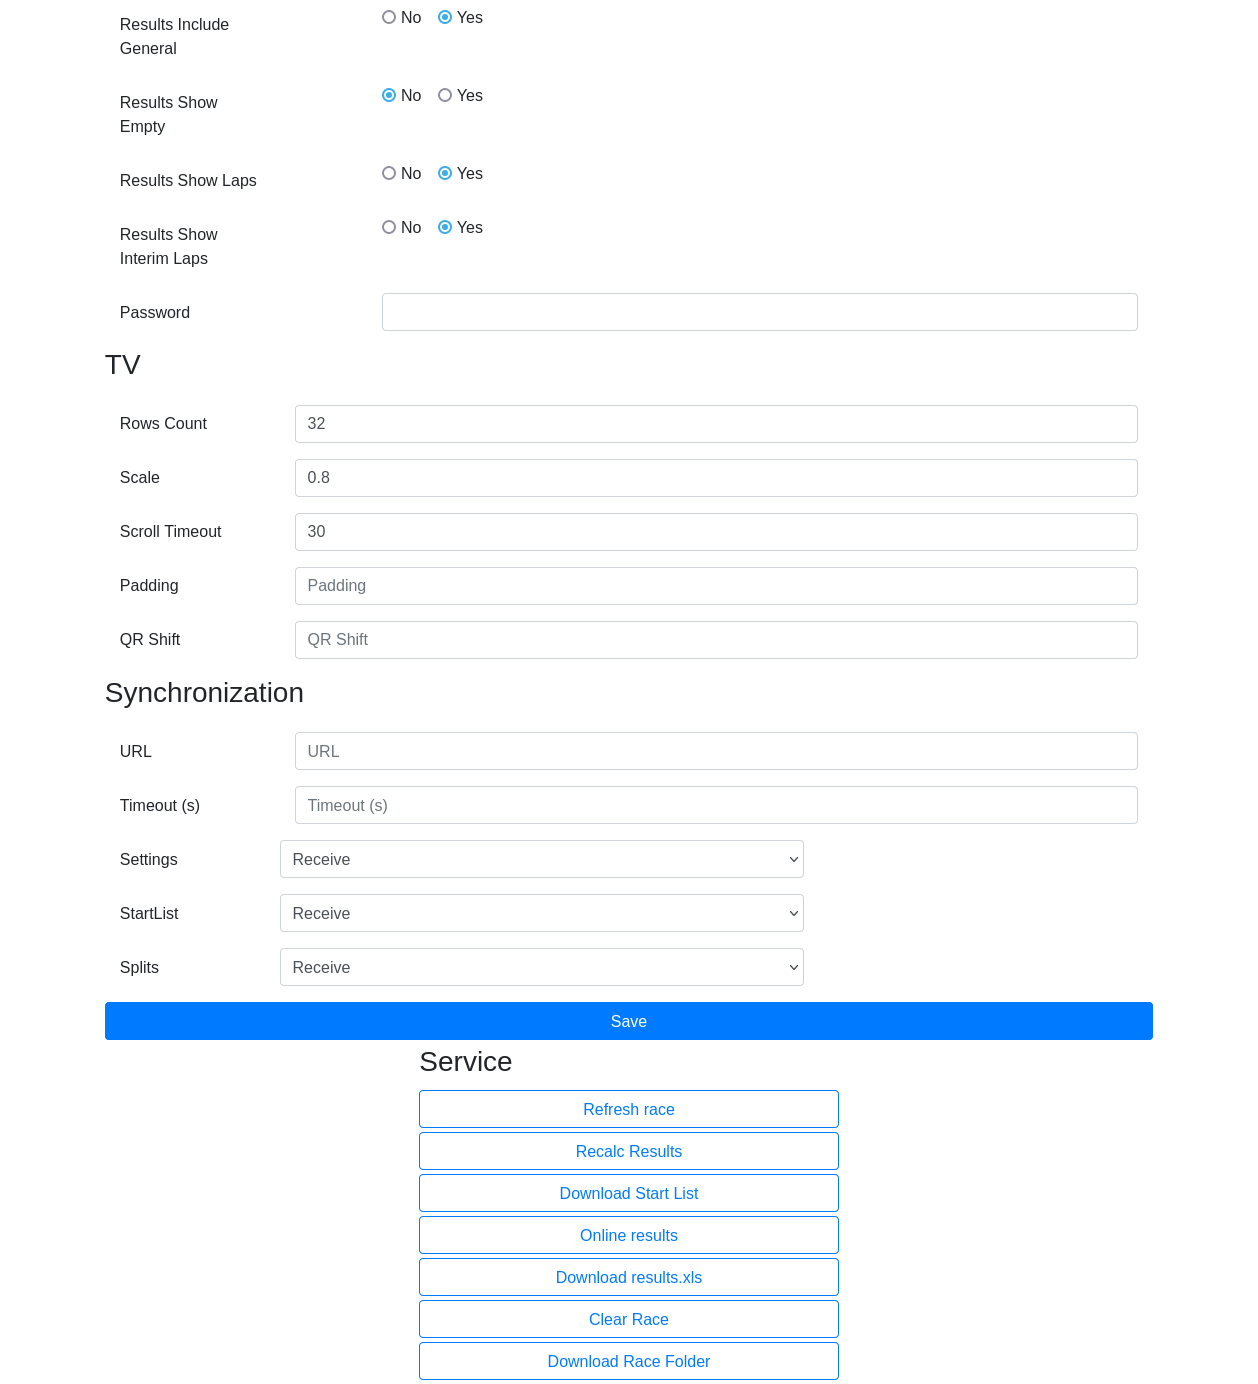 Results Include No Yes
General
Results Show No Yes
Empty
Results Show Laps No Yes
Results Show No Yes
Interim Laps
Password
TV
Rows Count 32
Scale 0.8
Scroll Timeout 30
Padding Padding
QR Shift QR Shift
Synchronization
URL URL
Timeout (s) Timeout (s)
Settings Receive
StartList Receive
Splits Receive
Save
Service
Refresh race
Recalc Results
Download Start List
Online results
Download results.xls
Clear Race
Download Race Folder